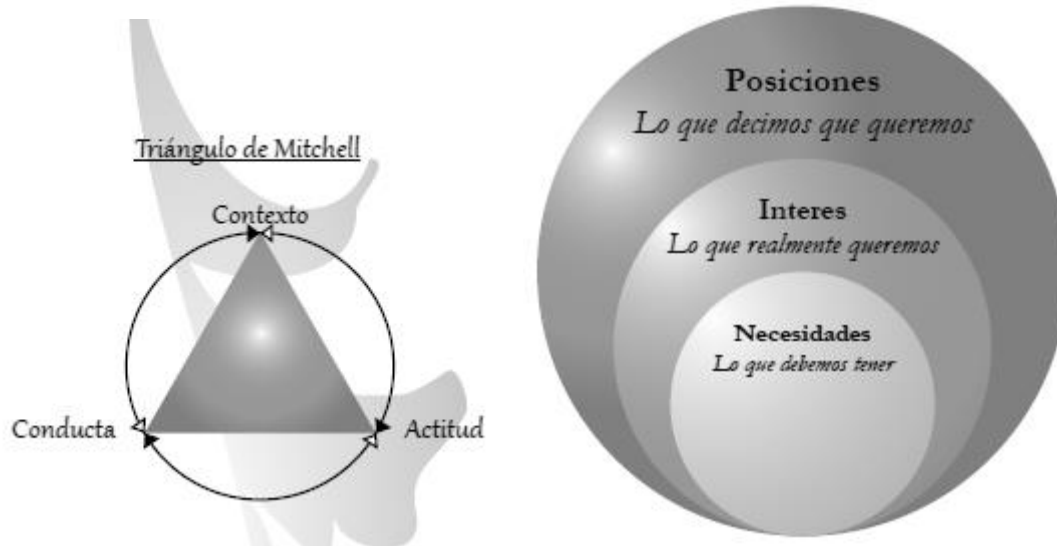 Triángulo de Mitchell
Contexto
Conducta
Actitud
Posiciones
Lo que decimos que queremos
Interes
Lo que realmente queremos
Necesidades
Lo que debemos tener